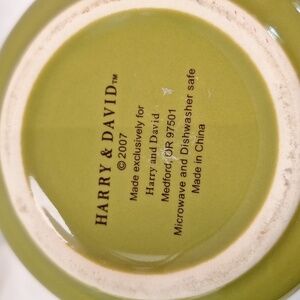 HARRY & DAVID™
©2007
Made exclusively for
Harry and David
Medford, OR 97501
Microwave and Dishwasher safe
Made in China